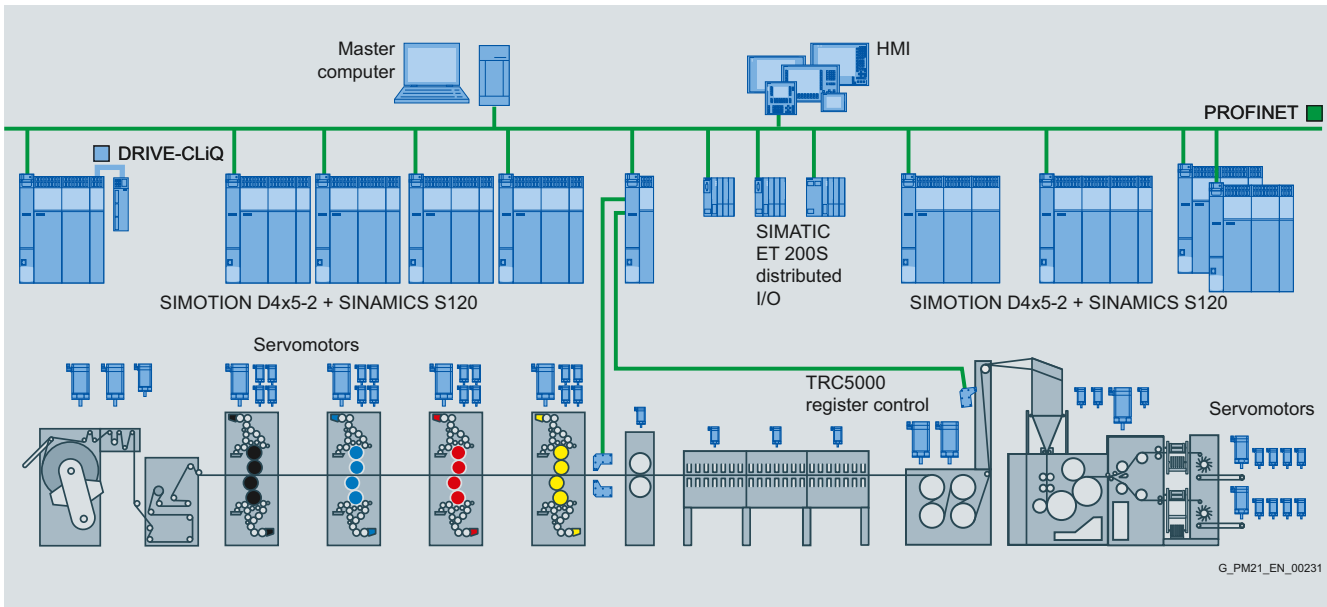 Master
computer
HMI
PROFINET
DRIVE-CLiQ
SIMATIC
ET 200S
distributed
I/O
SIMOTION D4x5-2 + SINAMICS S120
SIMOTION D4x5-2 + SINAMICS S120
Servomotors
TRC5000
register control
Servomotors
G_PM21_EN_00231